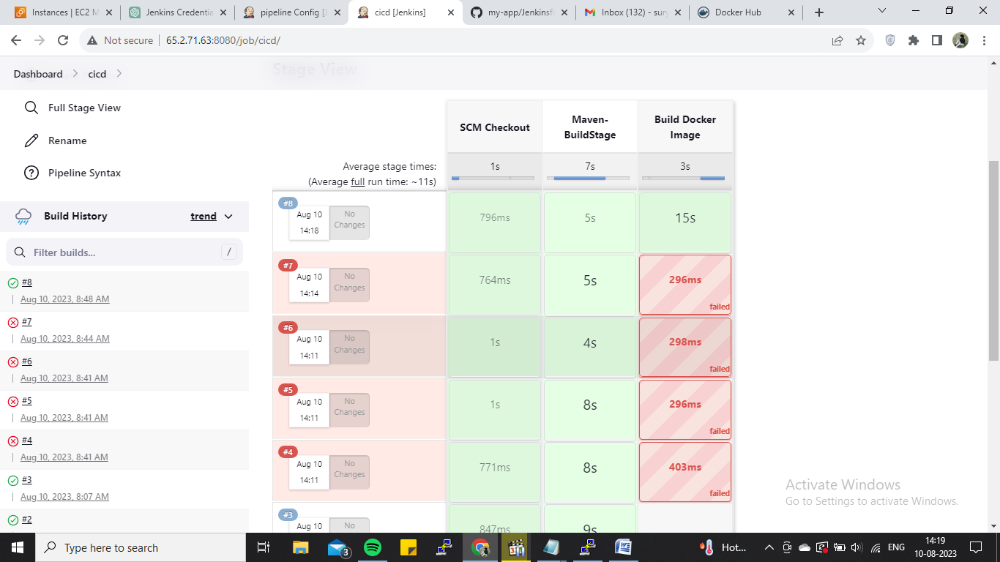 Instances | EC2 M
Jenkins Credentia
pipeline Config [J
cicd [Jenkins]
my-app/Jenkinsfi
Inbox (132) - sury
Docker Hub
Not secure
65.2.71.63:8080/job/cicd/
Dashboard
cicd
Stage View
Full Stage View
Rename
Pipeline Syntax
Build History
trend
Filter builds...
/
#8
Aug 10, 2023, 8:48 AM
#7
Aug 10, 2023, 8:44 AM
#6
Aug 10, 2023, 8:41 AM
#5
Aug 10, 2023, 8:41 AM
#4
Aug 10, 2023, 8:41 AM
#3
Aug 10, 2023, 8:07 AM
#2
SCM Checkout
Maven-
BuildStage
Build Docker
Image
Average stage times:
(Average full run time: ~11s)
1s
7s
3s
#8
Aug 10
14:18
No
Changes
796ms
5s
15s
#7
Aug 10
14:14
No
Changes
764ms
5s
296ms
failed
#6
Aug 10
14:11
No
Changes
1s
4s
298ms
failed
#5
Aug 10
14:11
No
Changes
1s
8s
296ms
failed
#4
Aug 10
14:11
No
Changes
771ms
8s
403ms
failed
#3
Aug 10
No
847ms
9s
Activate Windows
Go to Settings to activate Windows.
Type here to search
3
Hot...
ENG
14:19
10-08-2023